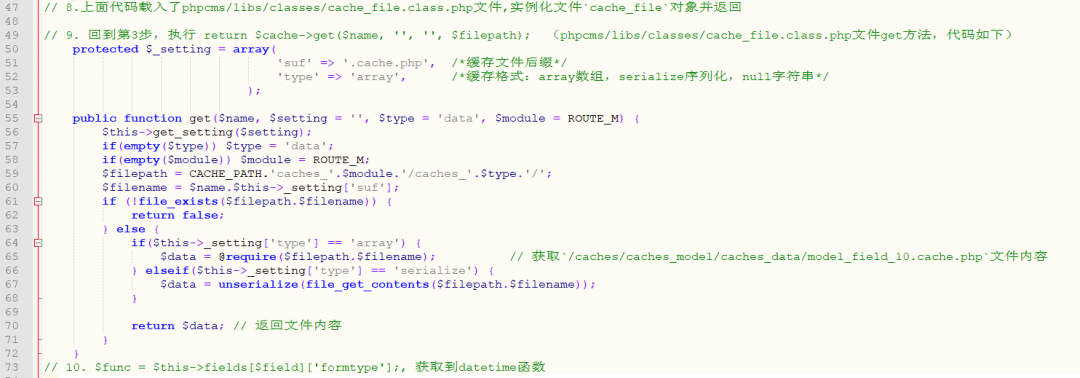 47 // 8.上面代码载入了phpcms/libs/classes/cache_file.class.php文件,实例化文件`cache_file`对象并返回
48
49 // 9. 回到第3步，执行 return $cache->get($name, '', '', $filepath); （phpcms/libs/classes/cache_file.class.php文件get方法，代码如下）
50 protected $_setting = array(
51 'suf' => '.cache.php', /*缓存文件后缀*/
52 'type' => 'array', /*缓存格式：array数组，serialize序列化，null字符串*/
53 );
54
55 public function get($name, $setting = '', $type = 'data', $module = ROUTE_M) {
56 $this->get_setting($setting);
57 if(empty($type)) $type = 'data';
58 if(empty($module)) $module = ROUTE_M;
59 $filepath = CACHE_PATH.'caches_'.$module.'/caches_'.$type.'/';
60 $filename = $name.$this->_setting['suf'];
61 if (!file_exists($filepath.$filename)) {
62 return false;
63 } else {
64 if($this->_setting['type'] == 'array') {
65 $data = @require($filepath.$filename); // 获取`/caches/caches_model/caches_data/model_field_10.cache.php`文件内容
66 } elseif($this->_setting['type'] == 'serialize') {
67 $data = unserialize(file_get_contents($filepath.$filename));
68 }
69
70 return $data; // 返回文件内容
71 }
72 }
73 // 10. $func = $this->fields[$field]['formtype'];, 获取到datetime函数